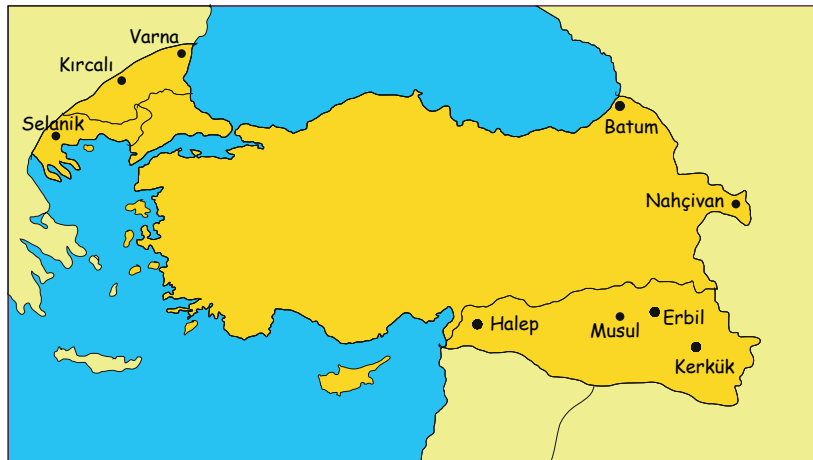 Varna
Kırcalı
Selanik
Batum
Nahçivan
Halep
Musul
Erbil
Kerkük